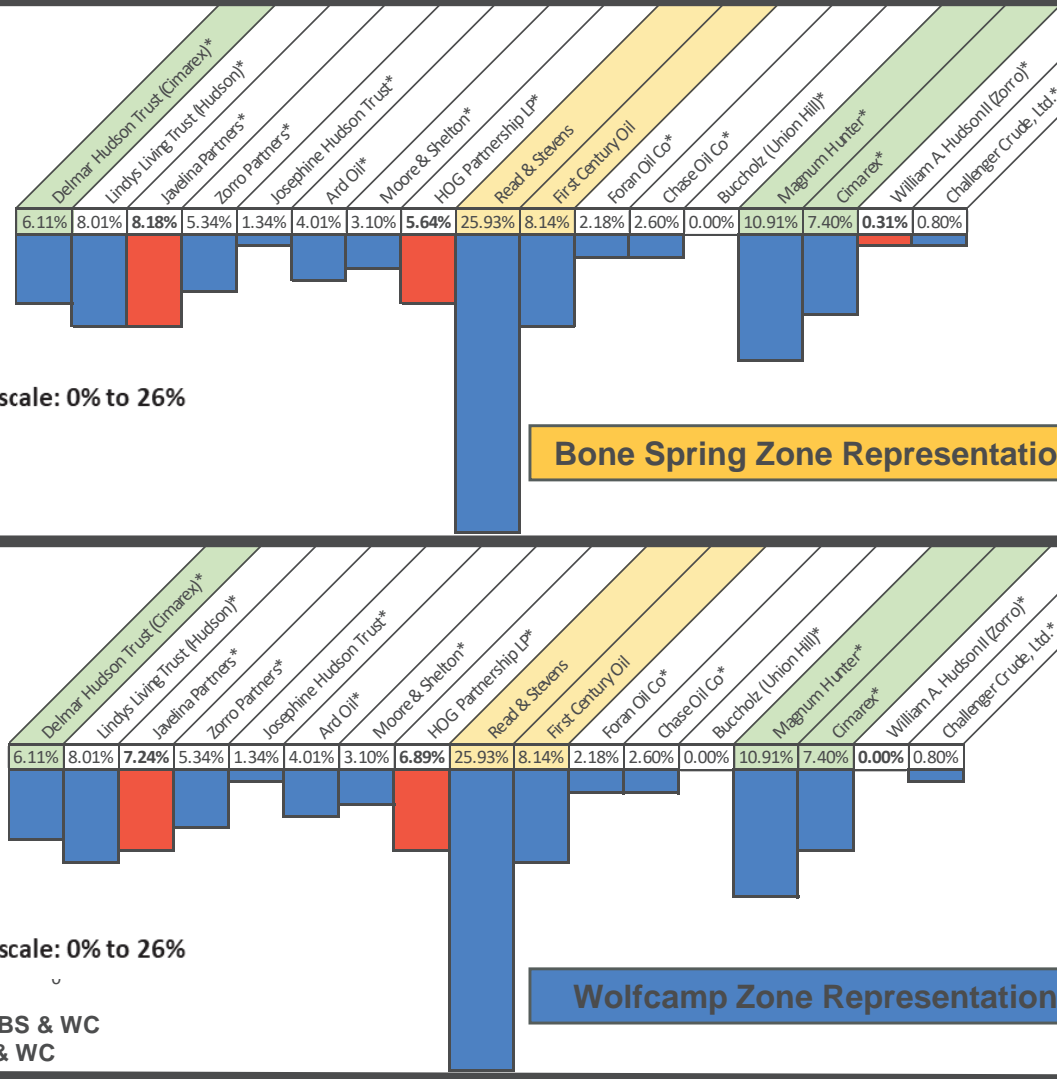 Delmar Hudson Trust (Cimarex)*
Lindys Living Trust (Hudson)*
Javelina Partners*
Zorro Partners*
Josephine Hudson Trust*
Ard Oil*
Moore & Shelton*
HOG Partnership LP*
Read & Stevens
First Century Oil
Foran Oil Co*
Chase Oil Co*
Buccholz (Union Hill)*
Magnum Hunter*
Cimarex*
William A. Hudson II (Zorro)*
Challenger Crude, Ltd.*
6.11% 8.01% 8.18% 5.34% 1.34% 4.01% 3.10% 5.64% 25.93% 8.14% 2.18% 2.60% 0.00% 10.91% 7.40% 0.31% 0.80%
scale: 0% to 26%
Bone Spring Zone Representatio
Delmar Hudson Trust (Cimarex)*
Lindys Living Trust (Hudson)*
Javelina Partners*
Zorro Partners*
Josephine Hudson Trust*
Ard Oil*
Moore & Shelton*
HOG Partnership LP*
Read & Stevens
First Century Oil
Foran Oil Co*
Chase Oil Co*
Buccholz (Union Hill)*
Magnum Hunter*
Cimarex*
William A. Hudson II (Zorro)*
Challenger Crude, Ltd.*
6.11% 8.01% 7.24% 5.34% 1.34% 4.01% 3.10% 6.89% 25.93% 8.14% 2.18% 2.60% 0.00% 10.91% 7.40% 0.00% 0.80%
scale: 0% to 26%
Wolfcamp Zone Representation
BS & WC
& WC